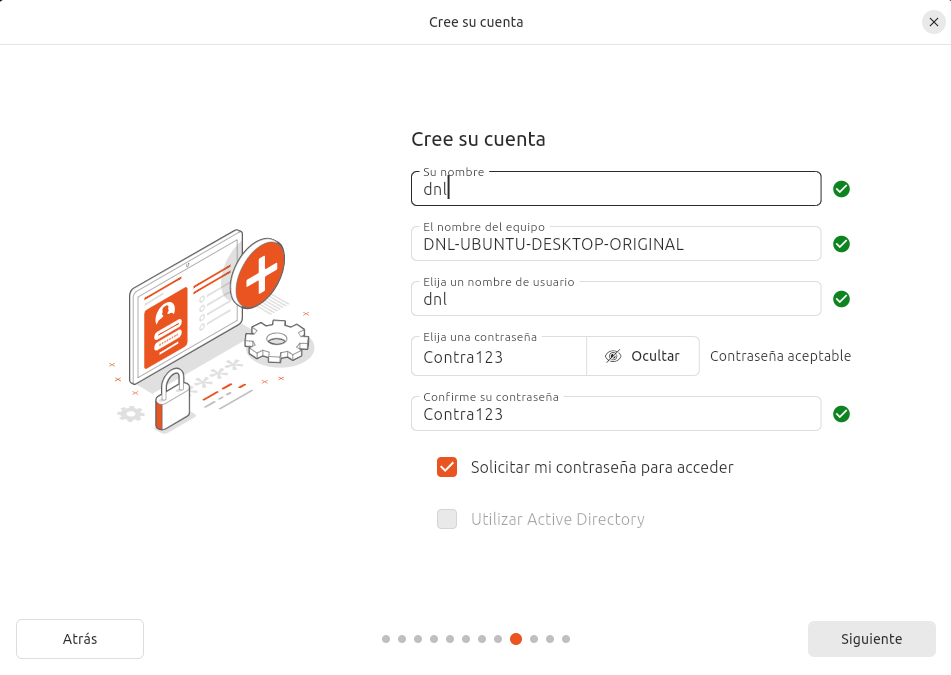 Cree su cuenta
Cree su cuenta
Su nombre
dnl
El nombre del equipo
DNL-UBUNTU-DESKTOP-ORIGINAL
Elija un nombre de usuario
dnl
Elija una contraseña
Contra123 Ocultar Contraseña aceptable
Confirme su contraseña
Contra123
Solicitar mi contraseña para acceder
Utilizar Active Directory
Atrás Siguiente